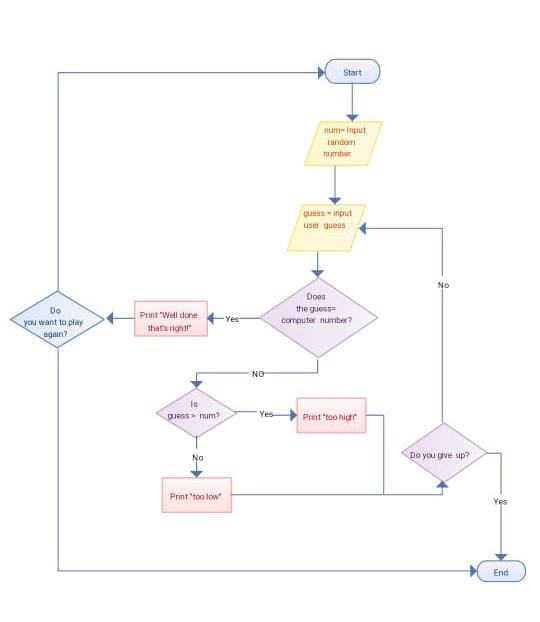 Start
num= Input
random
number
guess = input
user guess
No
Does
the guess=
computer number?
Yes
Print "Well done
that's right!"
Do
you want to play
again?
NO
Is
guess > num?
Yes
Print "too high"
Do you give up?
No
Print "too low"
Yes
End